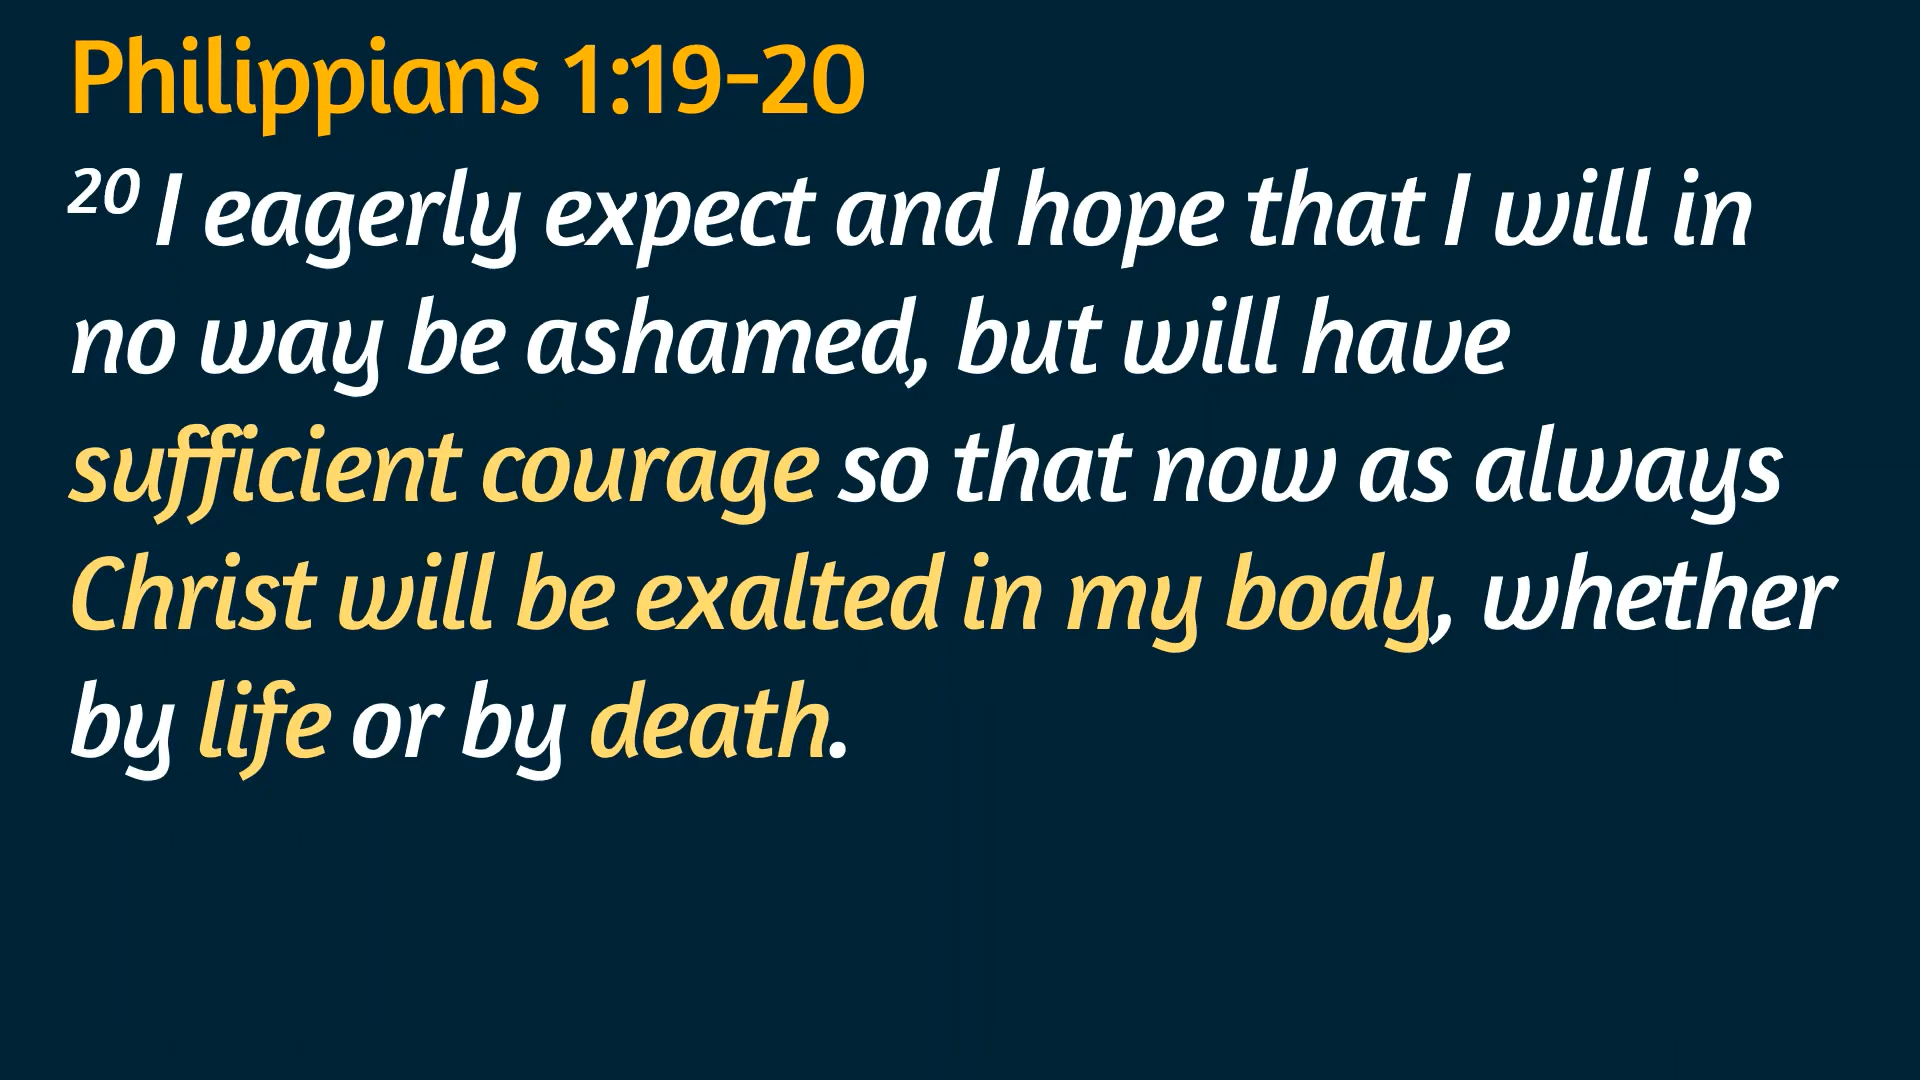 Philippians 1:19-20
20 I eagerly expect and hope that I will in
no way be ashamed, but will have
sufficient courage so that now as always
Christ will be exalted in my body, whether
by life or by death.